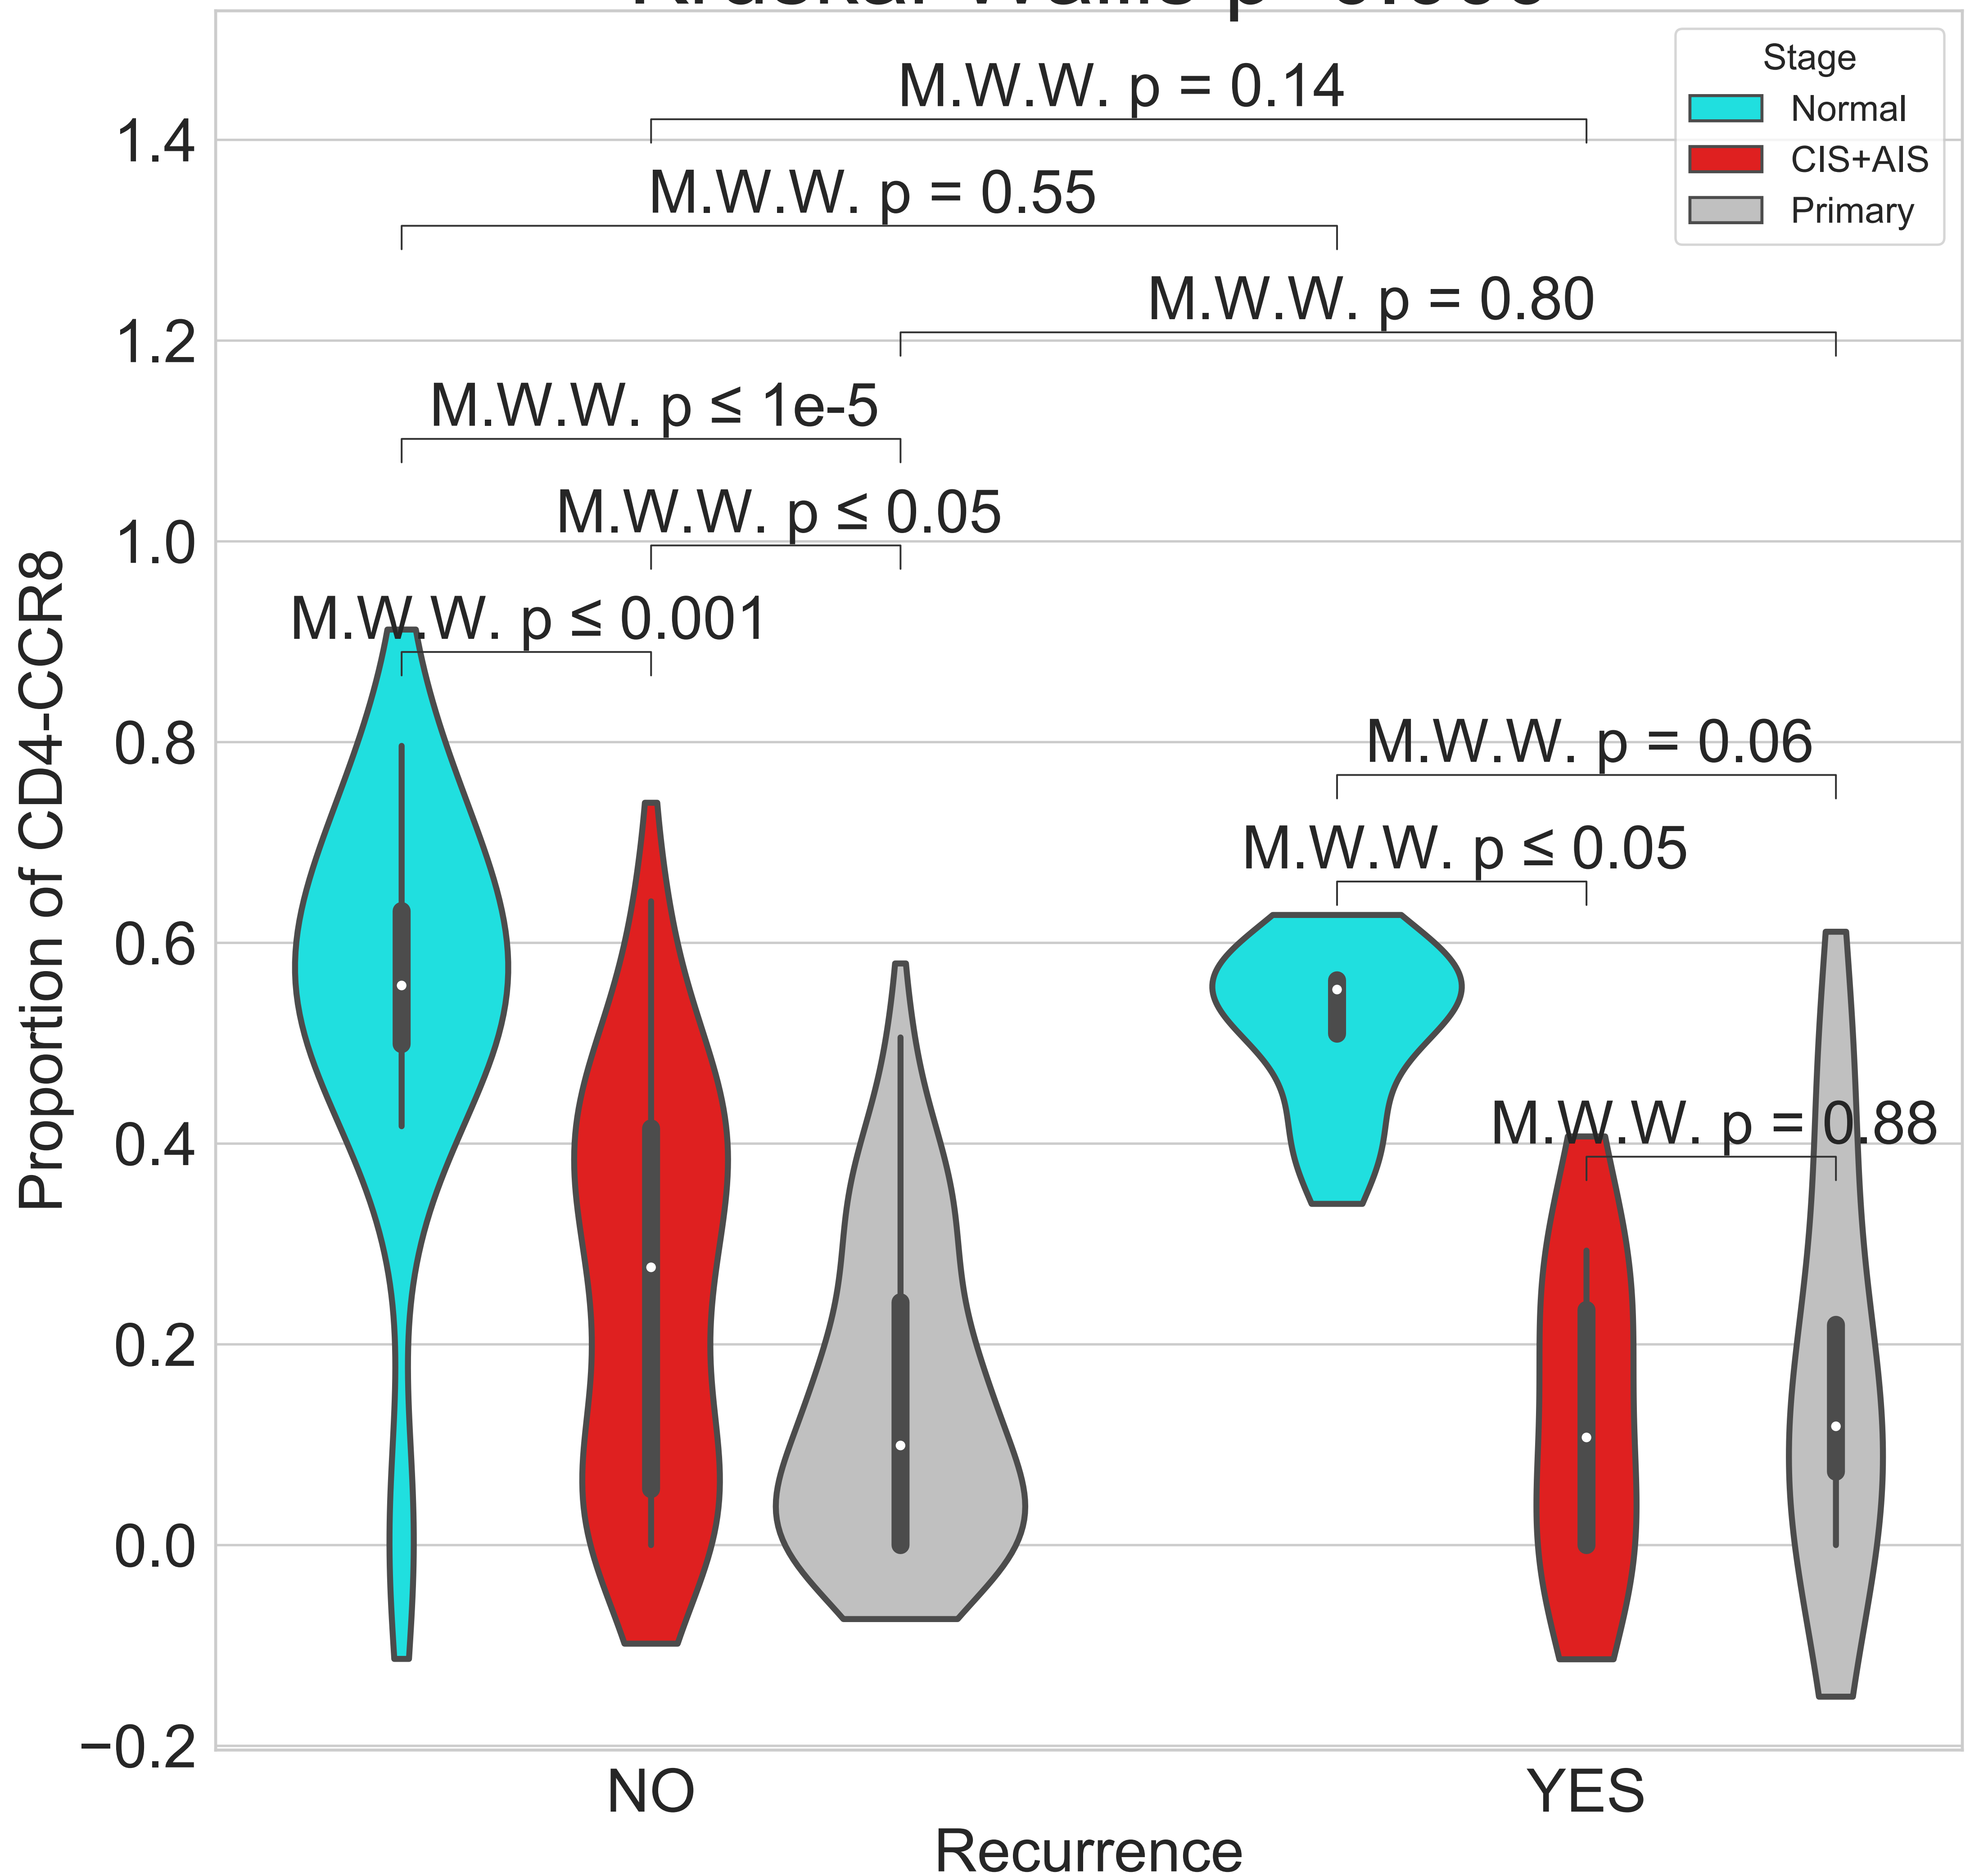 Stage
Normal
CIS+AIS
Primary
M.W.W. p = 0.14
M.W.W. p = 0.55
M.W.W. p = 0.80
M.W.W. p ≤ 1e-5
M.W.W. p ≤ 0.05
M.W.W. p ≤ 0.001
M.W.W. p = 0.06
M.W.W. p ≤ 0.05
M.W.W. p = 0.88
1.4
1.2
1.0
0.8
0.6
0.4
0.2
0.0
−0.2
Proportion of CD4-CCR8
NO
YES
Recurrence